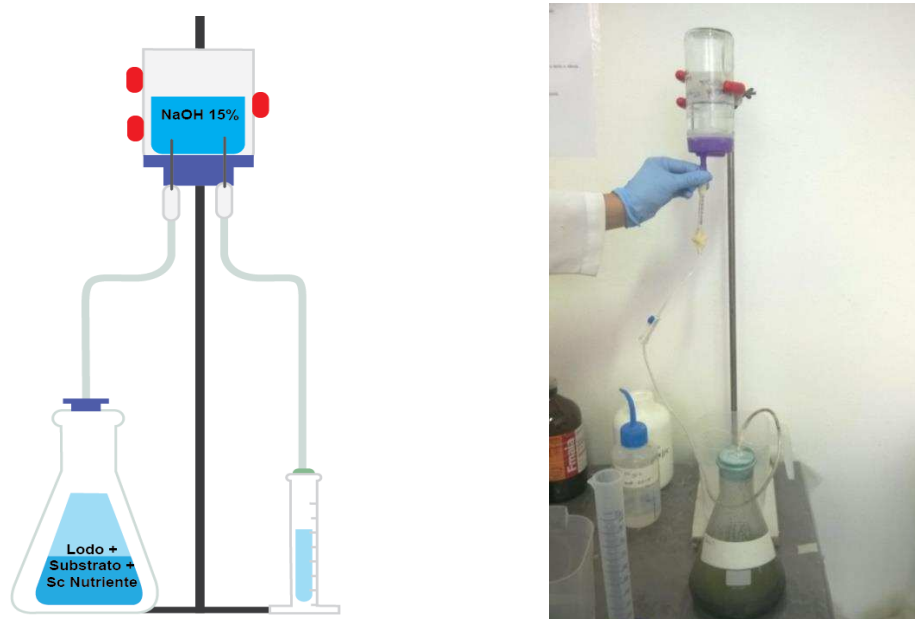 NaOH 15%
Lodo +
Substrato +
Sc Nutriente